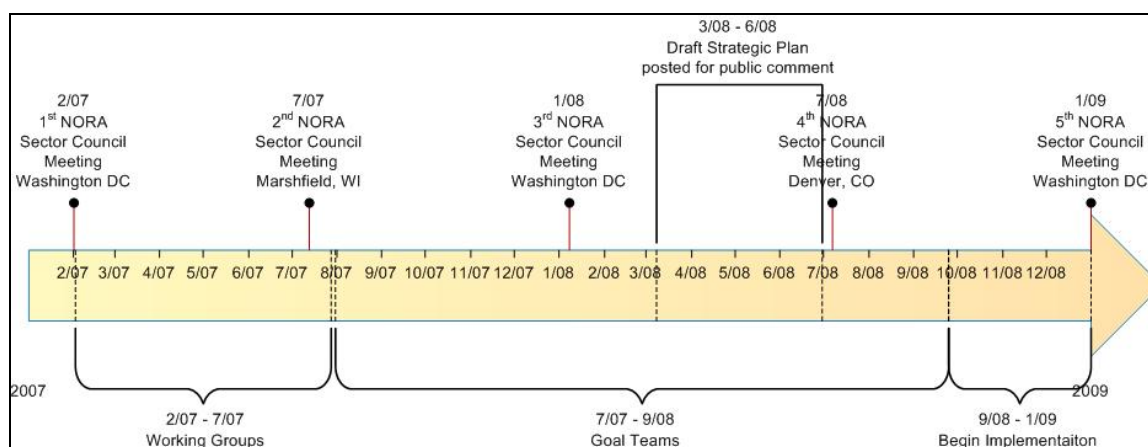 3/08 - 6/08
Draft Strategic Plan
posted for public comment
2/07
1st NORA
Sector Council
Meeting
Washington DC
7/07
2nd NORA
Sector Council
Meeting
Marshfield, WI
1/08
3rd NORA
Sector Council
Meeting
Washington DC
7/08
4th NORA
Sector Council
Meeting
Denver, CO
1/09
5th NORA
Sector Council
Meeting
Washington DC
2/07 3/07 4/07 5/07 6/07 7/07 8/07 9/07 10/07 11/07 12/07 1/08 2/08 3/08 4/08 5/08 6/08 7/08 8/08 9/08 10/08 11/08 12/08
2007
2009
2/07 - 7/07
Working Groups
7/07 - 9/08
Goal Teams
9/08 - 1/09
Begin Implementaiton